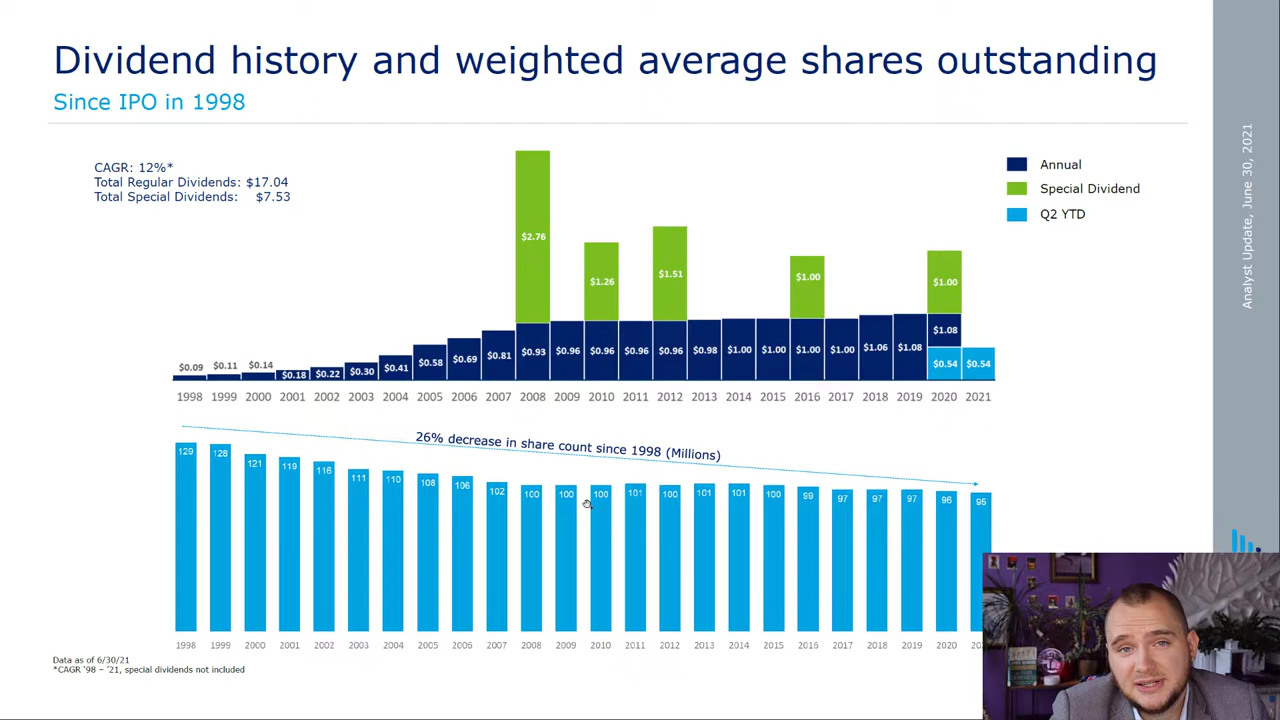 Dividend history and weighted average shares outstanding
Since IPO in 1998
CAGR: 12%*
Total Regular Dividends: $17.04
Total Special Dividends: $7.53
Annual
Special Dividend
Q2 YTD
Analyst Update, June 30, 2021
$0.09 $0.11 $0.14 $0.18 $0.22 $0.30 $0.41 $0.58 $0.69 $0.81 $0.93 $0.96 $0.96 $0.96 $0.96 $0.98 $1.00 $1.00 $1.00 $1.00 $1.06 $1.08 $1.08 $0.54
$2.76 $1.26 $1.51 $1.00 $1.00
$0.54
1998 1999 2000 2001 2002 2003 2004 2005 2006 2007 2008 2009 2010 2011 2012 2013 2014 2015 2016 2017 2018 2019 2020 2021
26% decrease in share count since 1998 (Millions)
129 128 121 119 116 111 110 108 106 102 100 100 100 101 100 101 101 100 99 97 97 97 96 95
1998 1999 2000 2001 2002 2003 2004 2005 2006 2007 2008 2009 2010 2011 2012 2013 2014 2015 2016 2017 2018 2019 2020
Data as of 6/30/21
*CAGR '98 – '21, special dividends not included